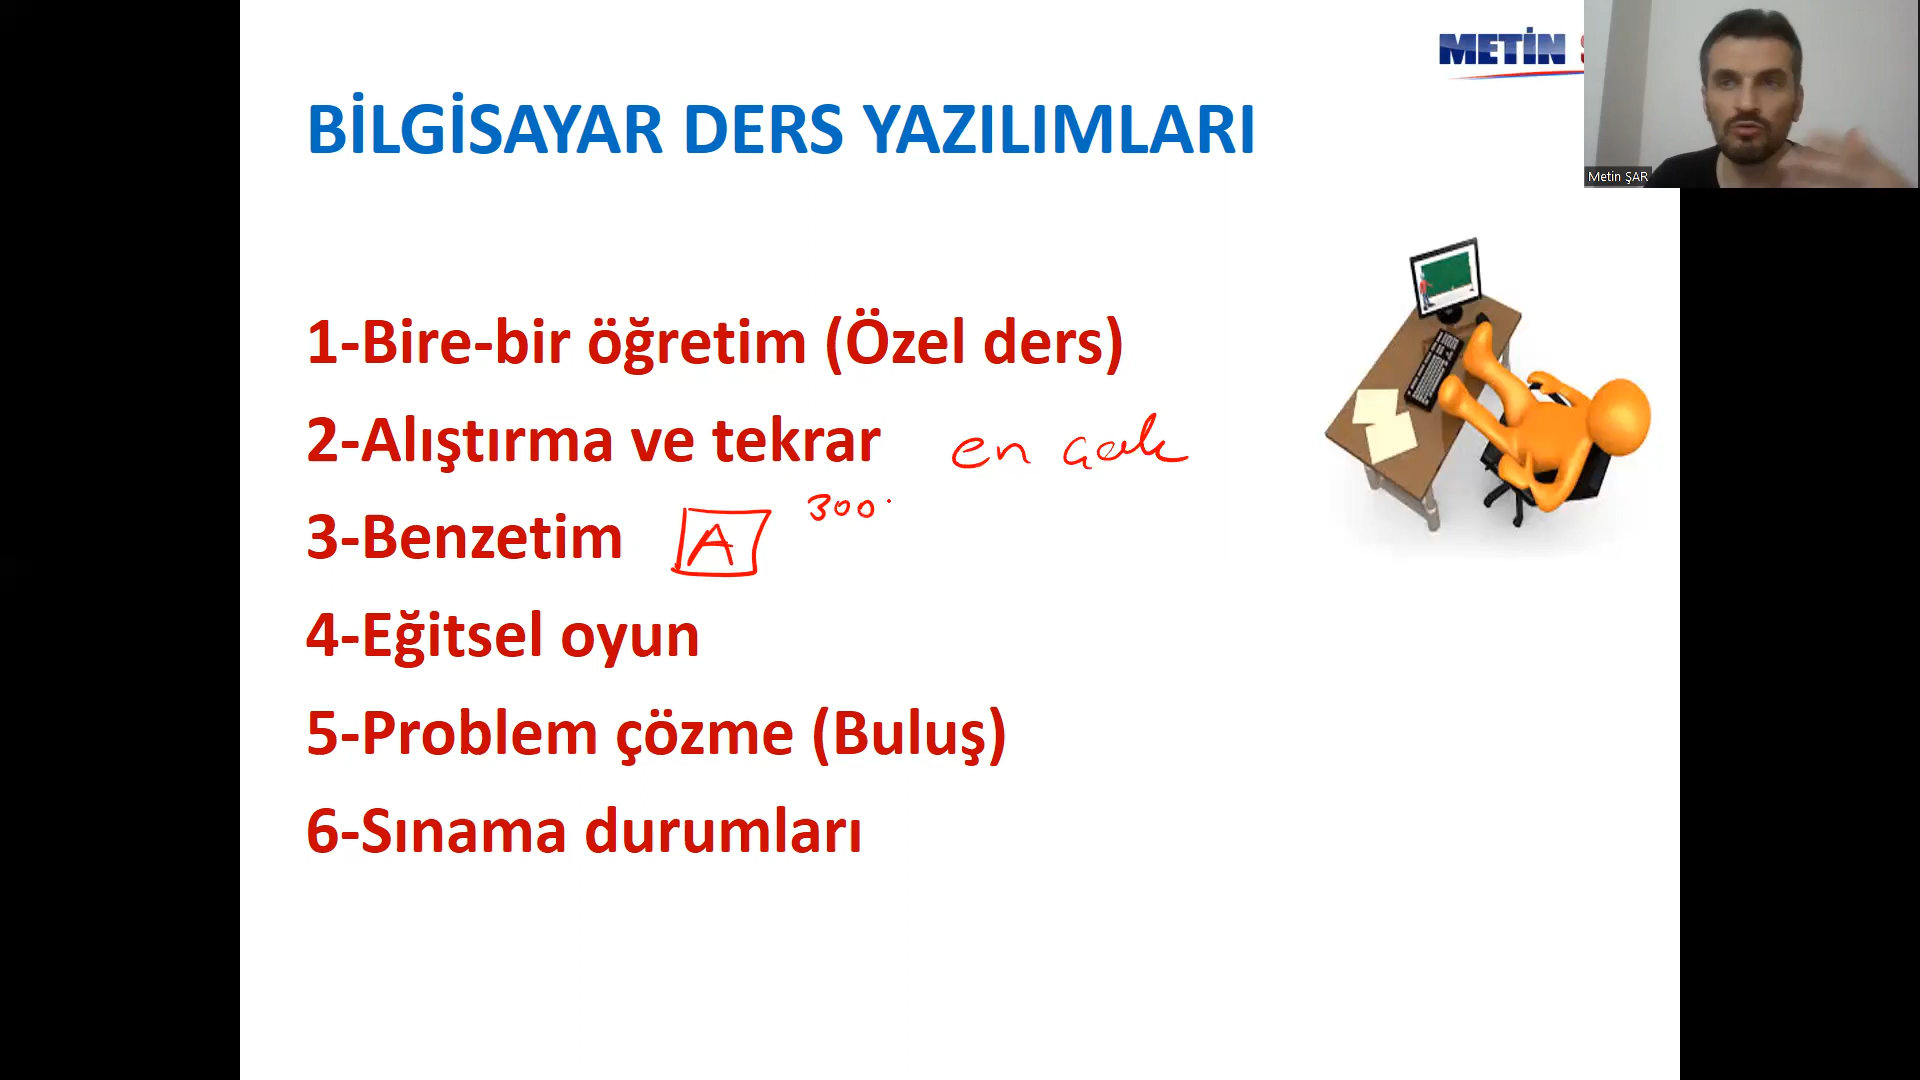 METİN
BİLGİSAYAR DERS YAZILIMLARI
Metin ŞAR
1-Bire-bir öğretim (Özel ders)
2-Alıştırma ve tekrar en çok
3-Benzetim A 300
4-Eğitsel oyun
5-Problem çözme (Buluş)
6-Sınama durumları